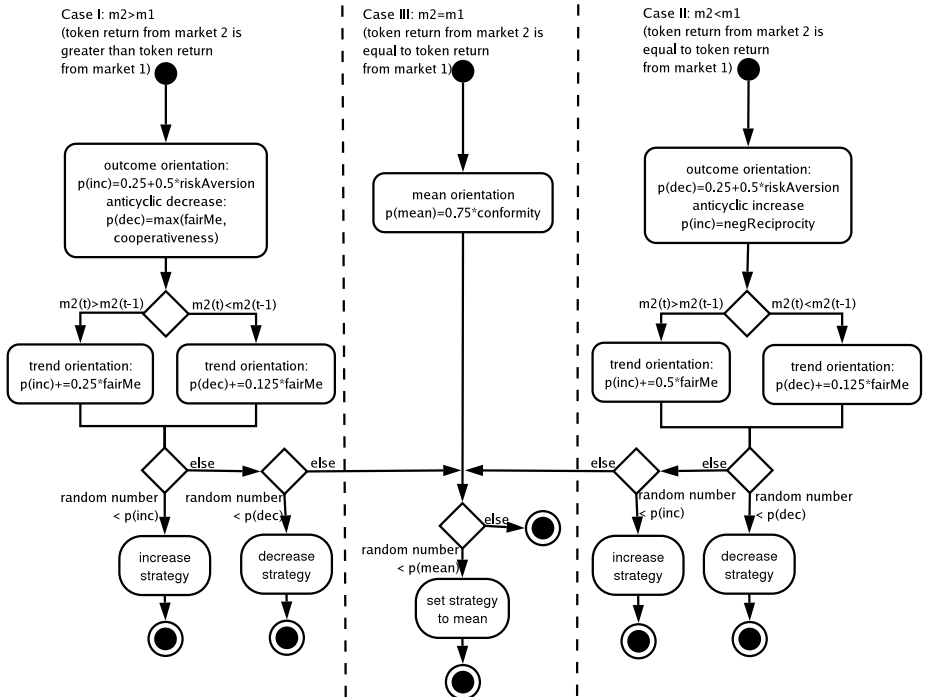 Case I: m2>m1
(token return from market 2 is
greater than token return
from market 1)
outcome orientation:
p(inc)=0.25+0.5*riskAversion
anticyclic decrease:
p(dec)=max(fairMe,
cooperativeness)
m2(t)>m2(t-1)
m2(t)<m2(t-1)
trend orientation:
p(inc)+=0.25*fairMe
trend orientation:
p(dec)+=0.125*fairMe
else
else
random number
< p(inc)
random number
< p(dec)
increase
strategy
decrease
strategy
Case III: m2=m1
(token return from market 2 is
equal to token return
from market 1)
mean orientation
p(mean)=0.75*conformity
else
random number
< p(mean)
set strategy
to mean
Case II: m2<m1
(token return from market 2 is
equal to token return
from market 1)
outcome orientation:
p(dec)=0.25+0.5*riskAversion
anticyclic increase
p(inc)=negReciprocity
m2(t)>m2(t-1)
m2(t)<m2(t-1)
trend orientation:
p(inc)+=0.5*fairMe
trend orientation:
p(dec)+=0.125*fairMe
else
else
random number
< p(inc)
random number
< p(dec)
increase
strategy
decrease
strategy